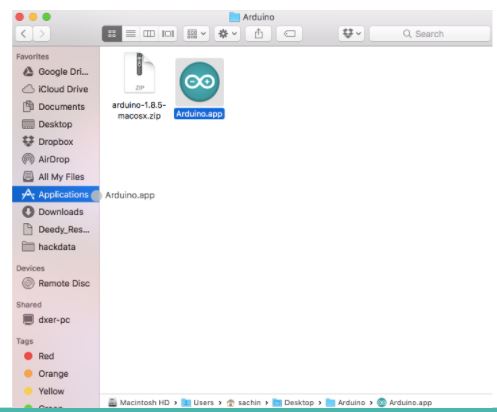 Arduino
Search
Favorites
Google Dri...
iCloud Drive
Documents
Desktop
Dropbox
AirDrop
All My Files
Applications
Downloads
Deedy_Res...
hackdata
Devices
Remote Disc
Shared
dxer-pc
Tags
Red
Orange
Yellow
Green
ZIP
arduino-1.8.5-
macosx.zip
Arduino.app
Arduino.app
Macintosh HD › Users › sachin › Desktop › Arduino › Arduino.app